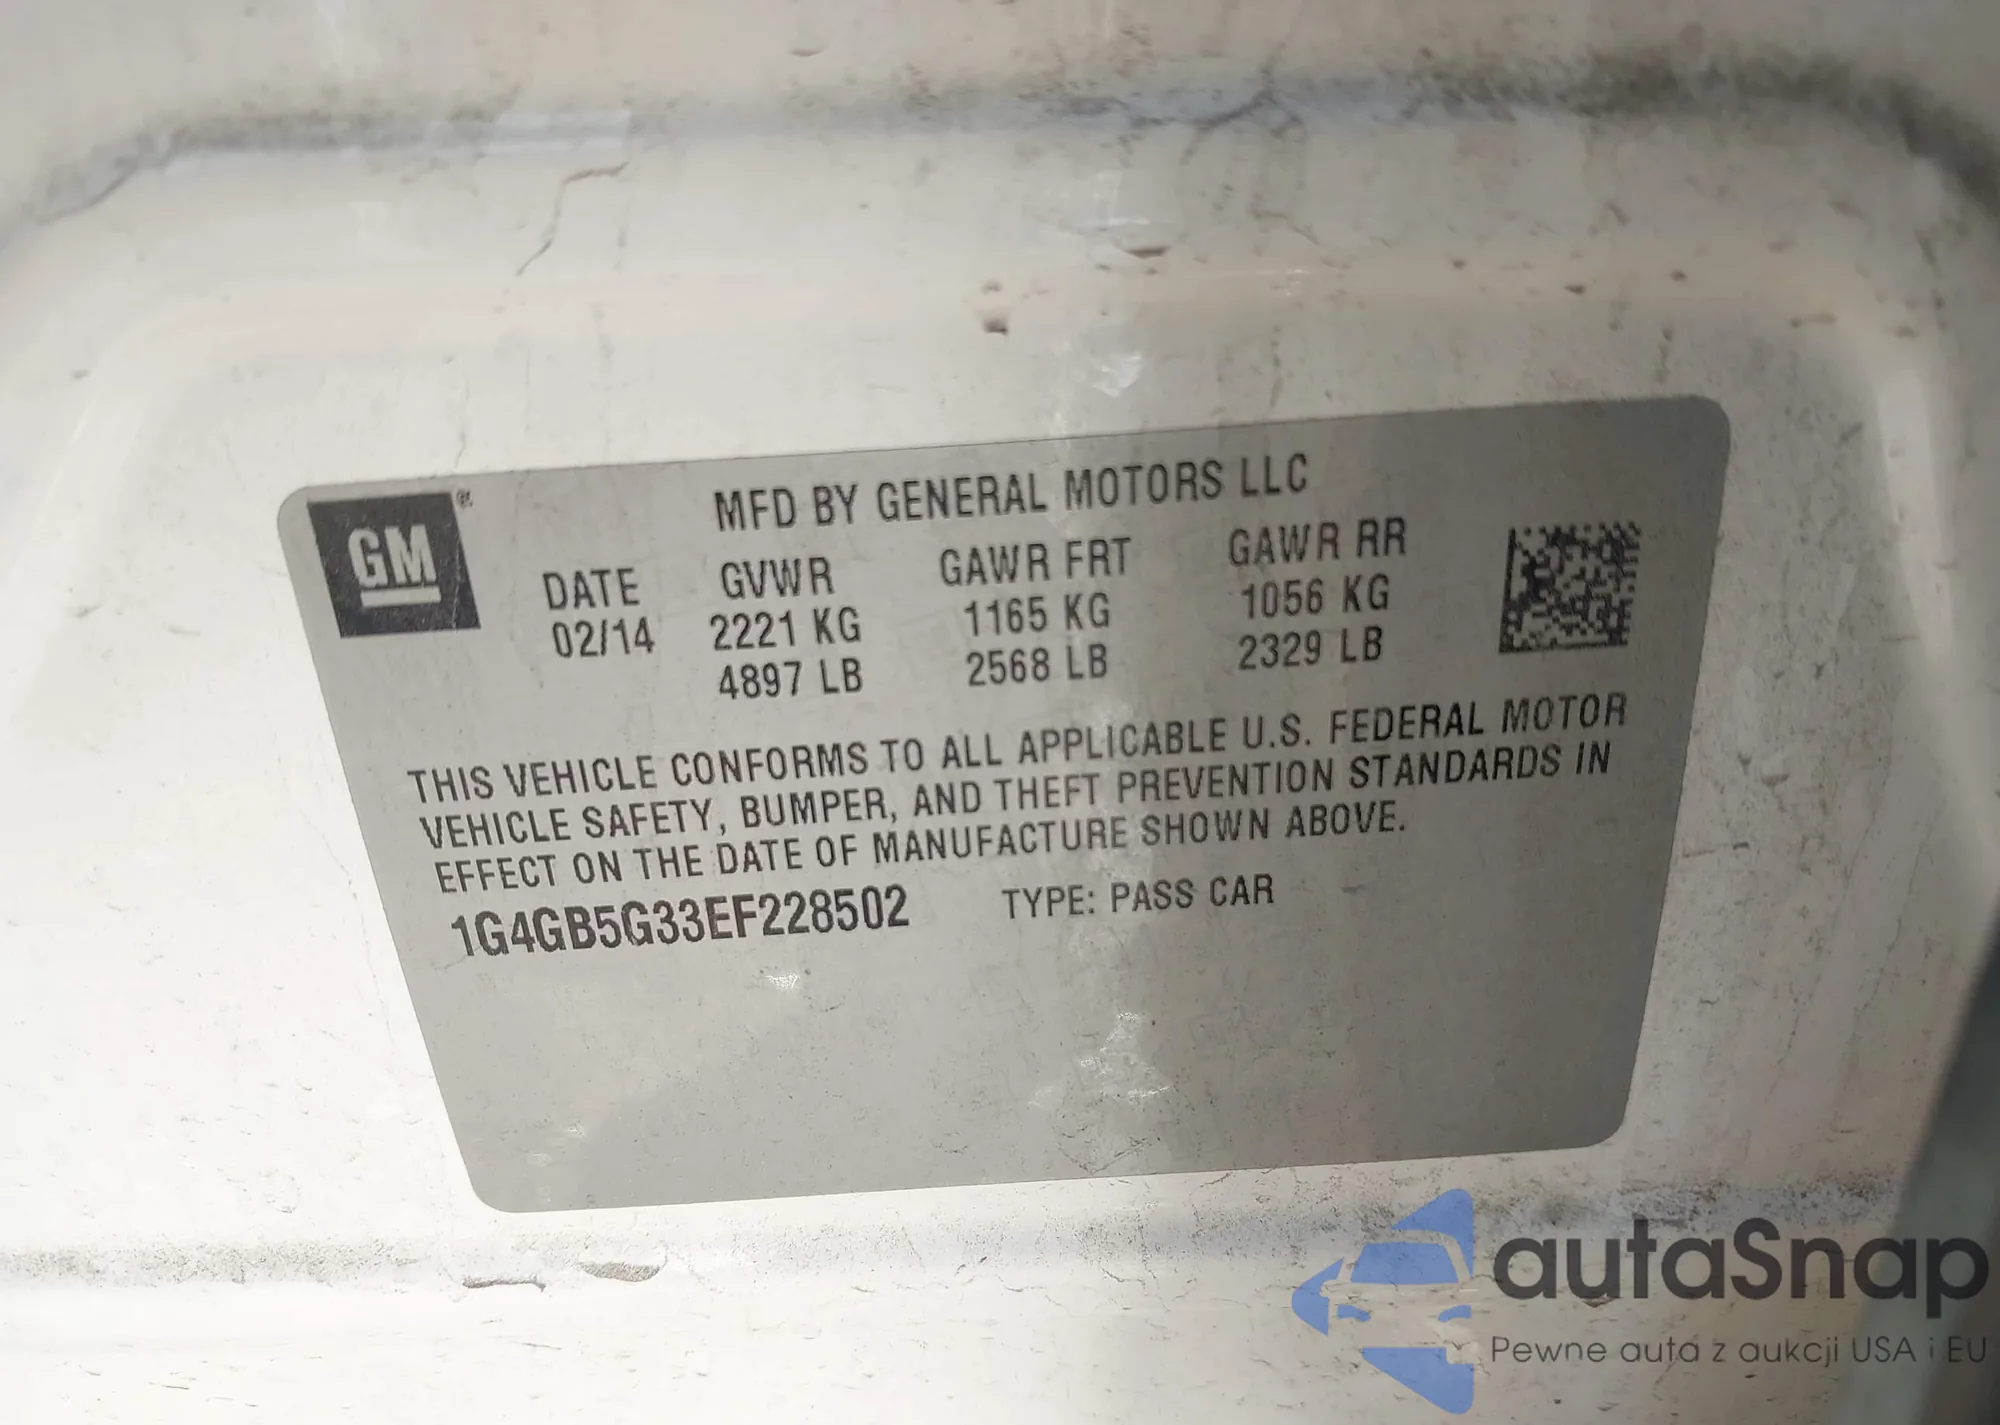 GM®
MFD BY GENERAL MOTORS LLC
DATE GVWR GAWR FRT GAWR RR
02/14 2221 KG 1165 KG 1056 KG
4897 LB 2568 LB 2329 LB
THIS VEHICLE CONFORMS TO ALL APPLICABLE U.S. FEDERAL MOTOR
VEHICLE SAFETY, BUMPER, AND THEFT PREVENTION STANDARDS IN
EFFECT ON THE DATE OF MANUFACTURE SHOWN ABOVE.
1G4GB5G33EF228502 TYPE: PASS CAR
autaSnap
Pewne auta z aukcji USA i EU